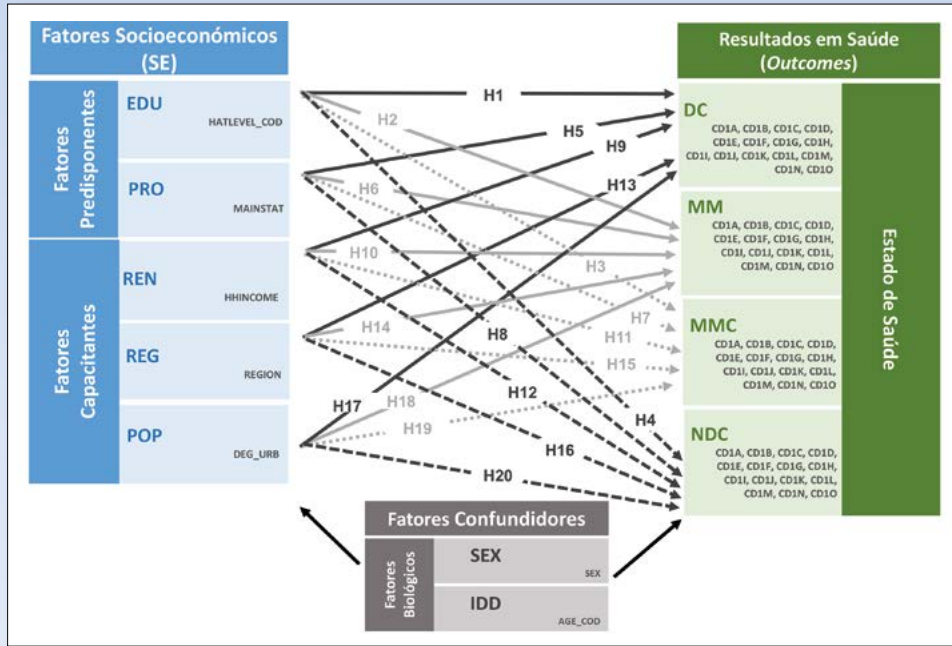 Fatores Socioeconómicos
(SE)
Fatores
Predisponentes
EDU
HATLEVEL_COD
PRO
MAINSTAT
Fatores
Capacitantes
REN
HHINCOME
REG
REGION
POP
DEG_URB
H1
H2
H5
H9
H6
H13
H10
H3
H7
H14
H8
H11
H15
H12
H17
H18
H19
H4
H16
H20
Resultados em Saúde
(Outcomes)
DC
CD1A, CD1B, CD1C, CD1D,
CD1E, CD1F, CD1G, CD1H,
CD1I, CD1J, CD1K, CD1L, CD1M,
CD1N, CD1O
MM
CD1A, CD1B, CD1C, CD1D,
CD1E, CD1F, CD1G, CD1H,
CD1I, CD1J, CD1K, CD1L,
CD1M, CD1N, CD1O
MMC
CD1A, CD1B, CD1C, CD1D,
CD1E, CD1F, CD1G, CD1H,
CD1I, CD1J, CD1K, CD1L,
CD1M, CD1N, CD1O
NDC
CD1A, CD1B, CD1C, CD1D,
CD1E, CD1F, CD1G, CD1H,
CD1I, CD1J, CD1K, CD1L,
CD1M, CD1N, CD1O
Estado de Saúde
Fatores Confundidores
Fatores
Biológicos
SEX
SEX
IDD
AGE_COD